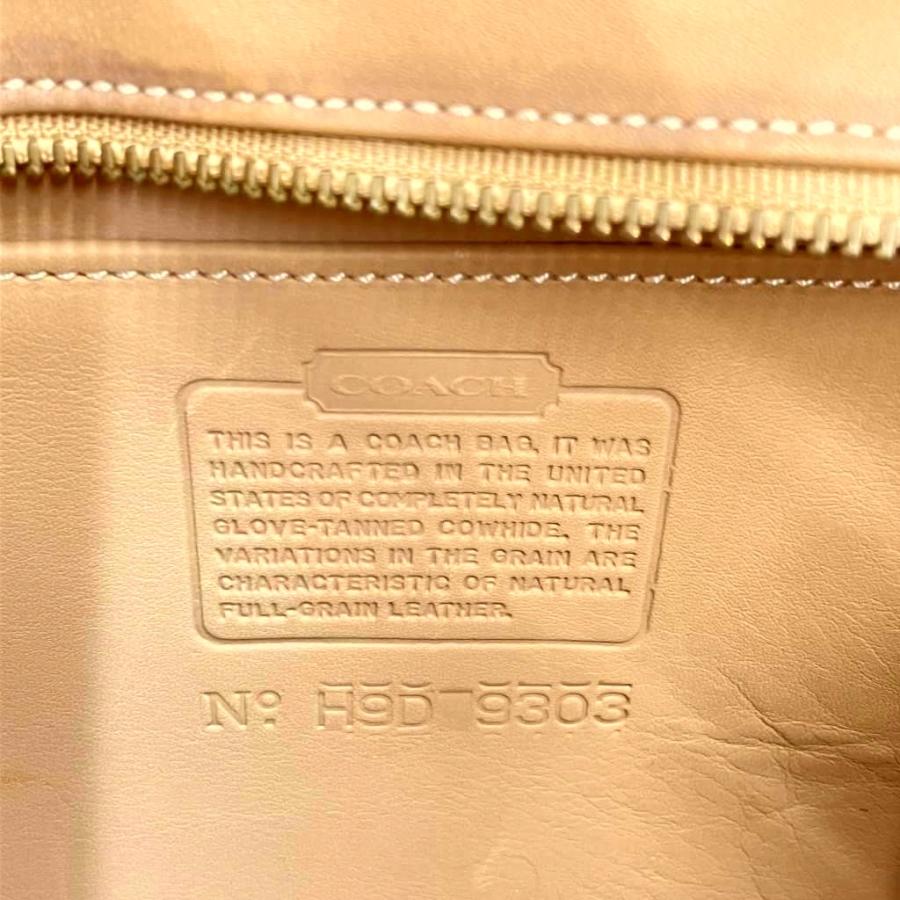 COACH
THIS IS A COACH BAG. IT WAS
HANDCRAFTED IN THE UNITED
STATES OF COMPLETELY NATURAL
GLOVE-TANNED COWHIDE. THE
VARIATIONS IN THE GRAIN ARE
CHARACTERISTIC OF NATURAL
FULL-GRAIN LEATHER.
Nº H9D-9303